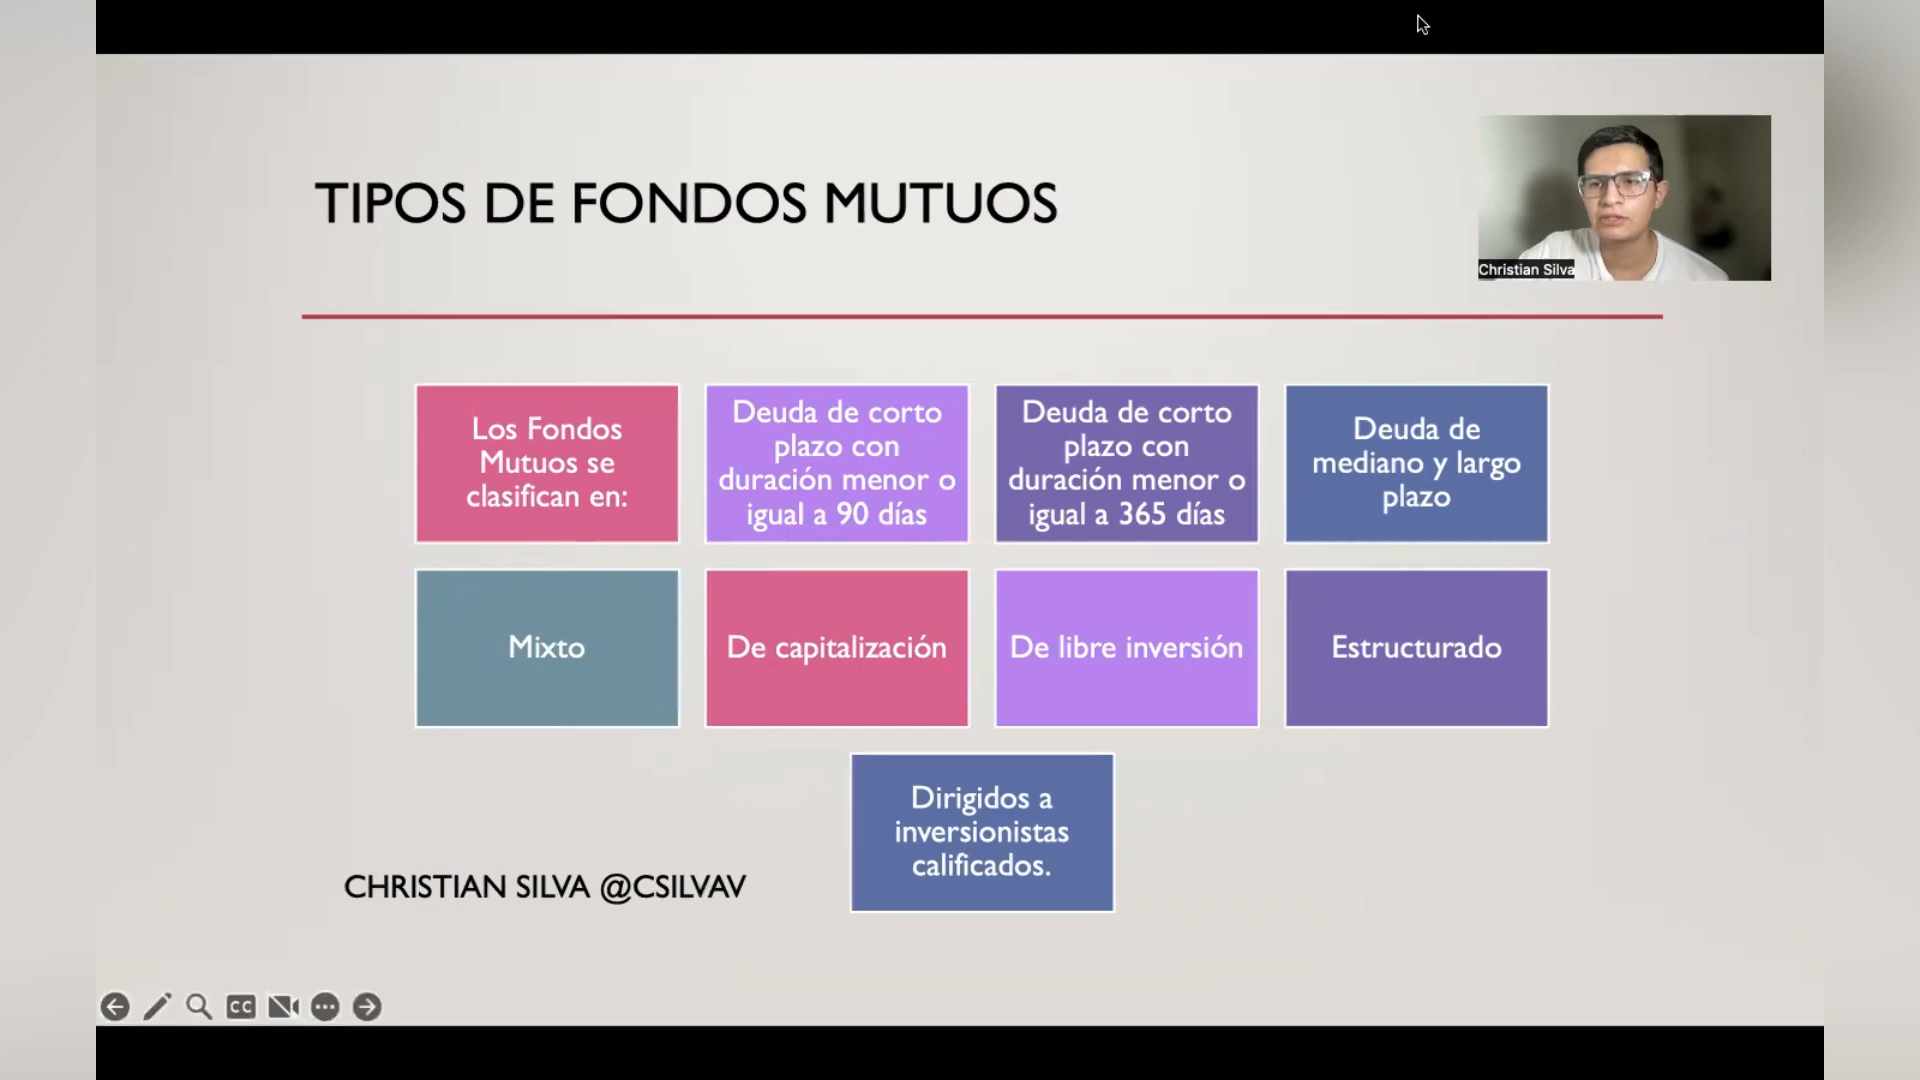 TIPOS DE FONDOS MUTUOS
Christian Silva
Los Fondos
Mutuos se
clasifican en:
Deuda de corto
plazo con
duración menor o
igual a 90 días
Deuda de corto
plazo con
duración menor o
igual a 365 días
Deuda de
mediano y largo
plazo
Mixto
De capitalización
De libre inversión
Estructurado
Dirigidos a
inversionistas
calificados.
CHRISTIAN SILVA @CSILVAV
CC